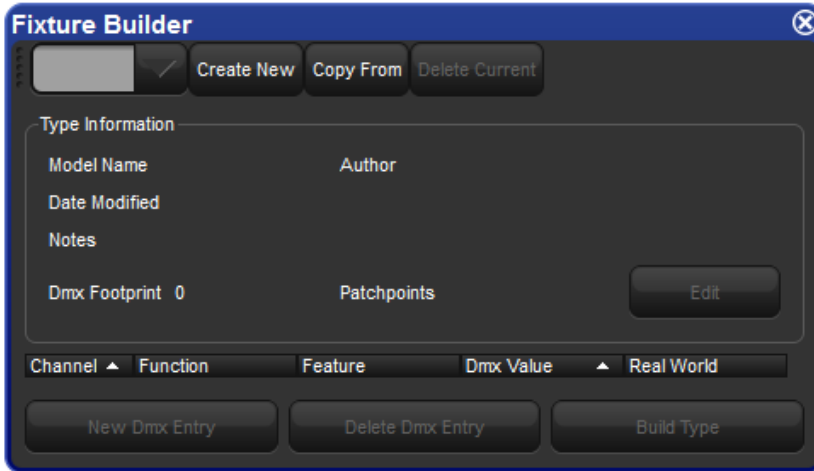 Fixture Builder
Create New Copy From Delete Current
Type Information
Model Name Author
Date Modified
Notes
Dmx Footprint 0 Patchpoints Edit
Channel Function Feature Dmx Value Real World
New Dmx Entry Delete Dmx Entry Build Type